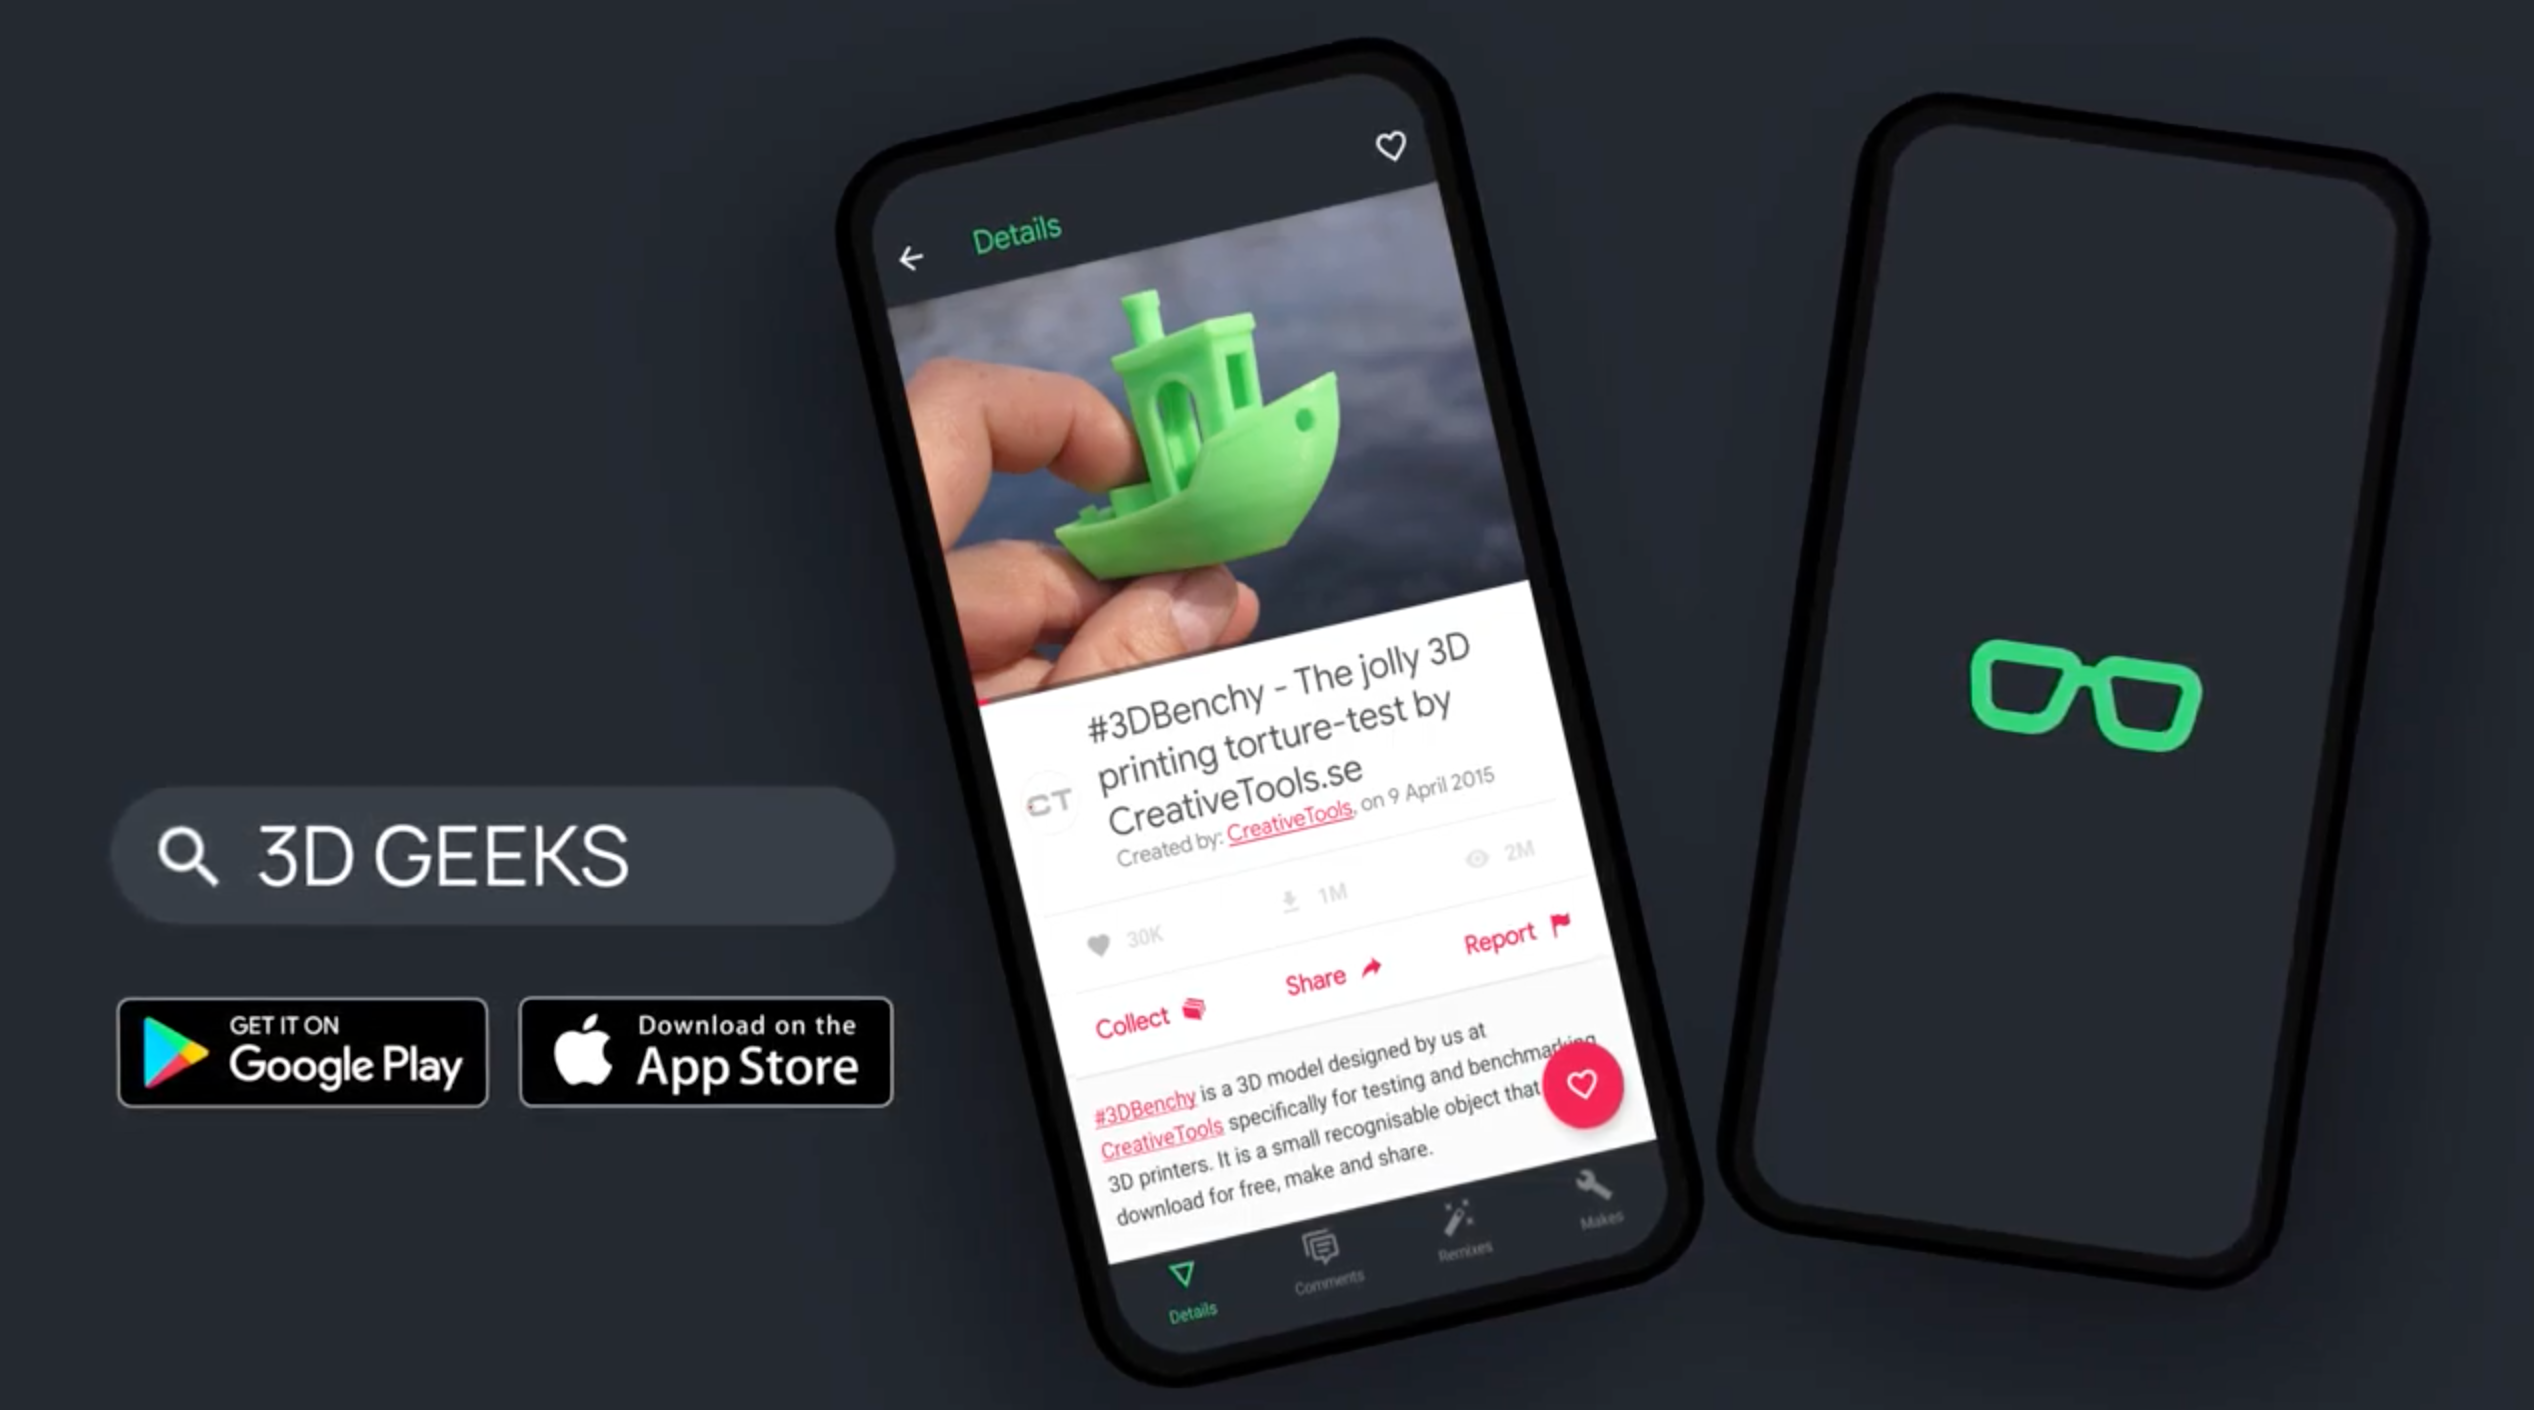 3D GEEKS
GET IT ON
Google Play
Download on the
App Store
Details
#3DBenchy - The jolly 3D
printing torture-test by
CreativeTools.se
CT
Created by: CreativeTools, on 9 April 2015
30K
1M
2M
Collect
Share
Report
#3DBenchy is a 3D model designed by us at
CreativeTools specifically for testing and benchmarking
3D printers. It is a small recognisable object that
download for free, make and share.
Details
Comments
Remixes
Makes